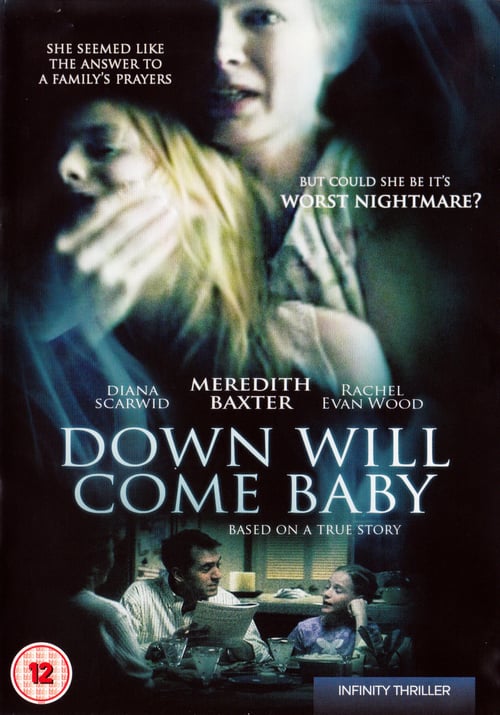 SHE SEEMED LIKE
THE ANSWER TO
A FAMILY'S PRAYERS
BUT COULD SHE BE IT'S
WORST NIGHTMARE?
DIANA
SCARWID
MEREDITH
BAXTER
RACHEL
EVAN WOOD
DOWN WILL
COME BABY
BASED ON A TRUE STORY
12
INFINITY THRILLER